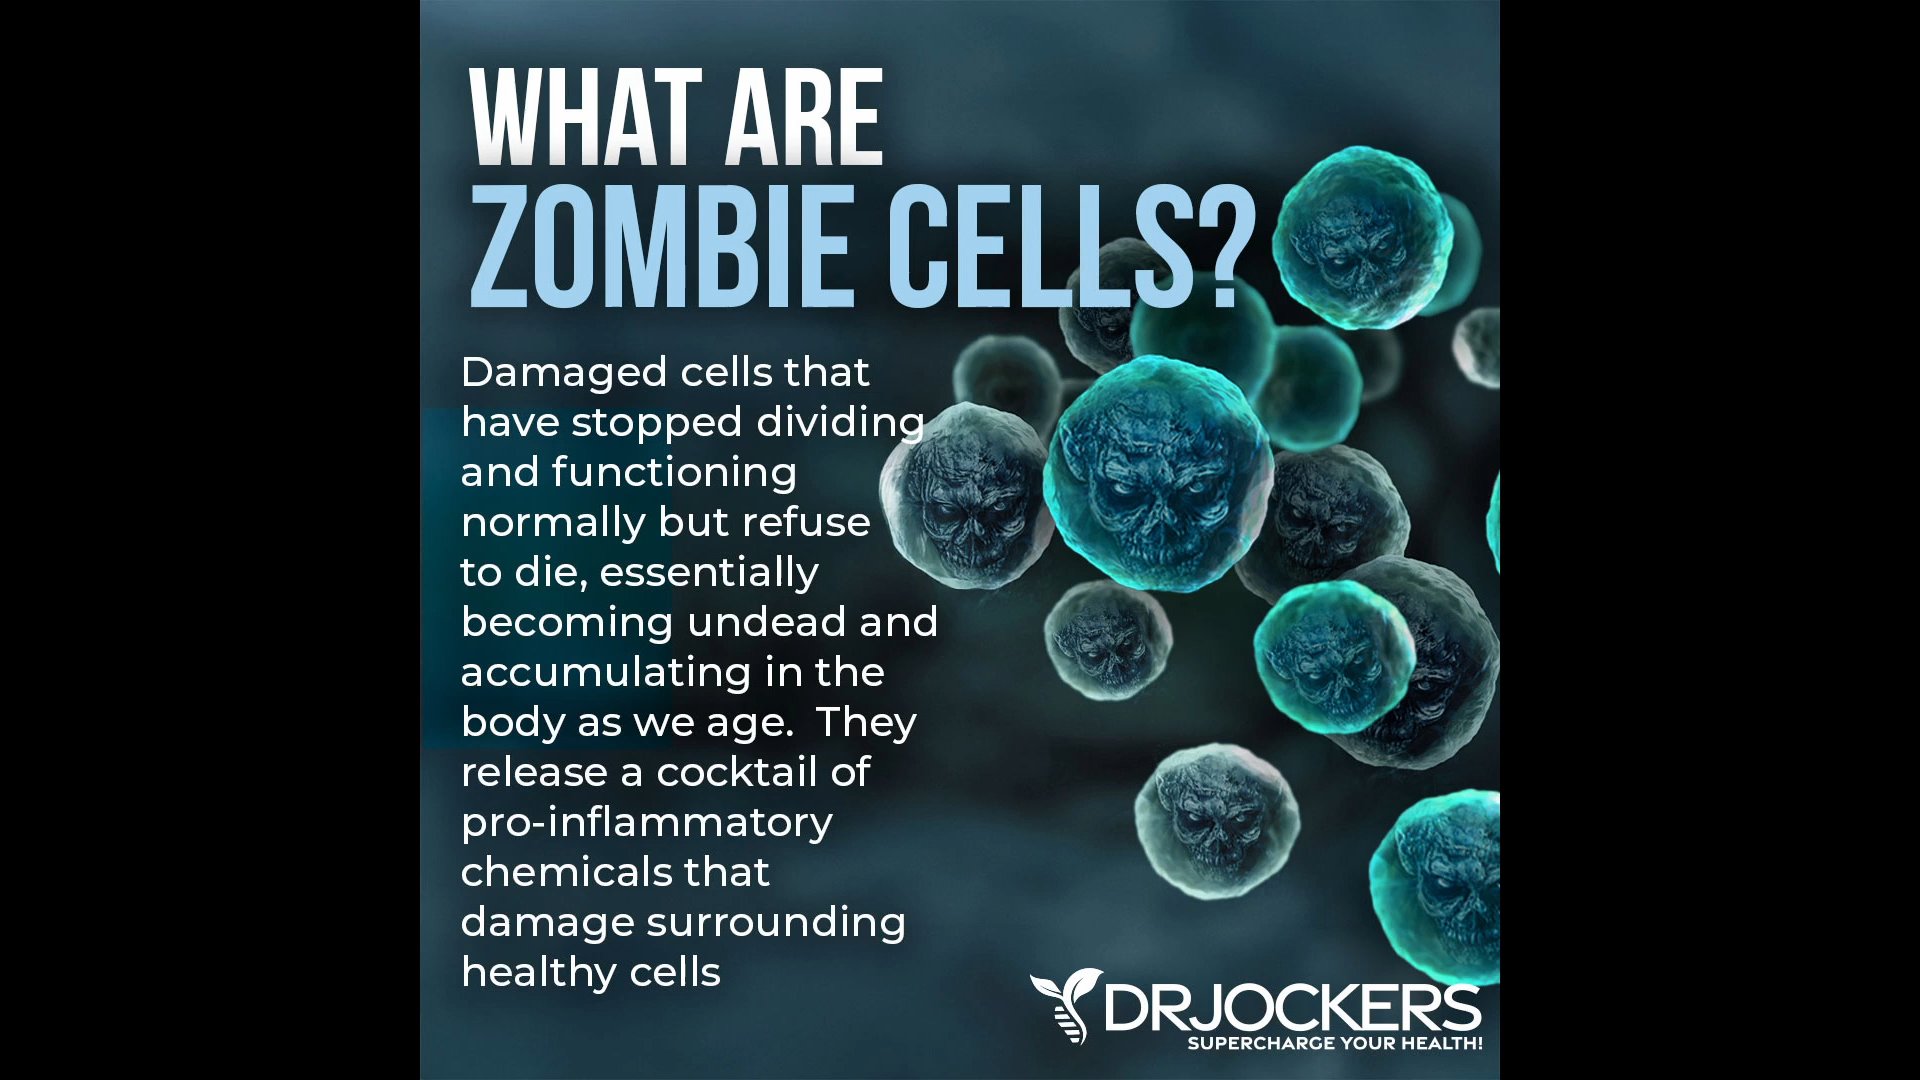 WHAT ARE
ZOMBIE CELLS?
Damaged cells that
have stopped dividing
and functioning
normally but refuse
to die, essentially
becoming undead and
accumulating in the
body as we age.  They
release a cocktail of
pro-inflammatory
chemicals that
damage surrounding
healthy cells
DRJOCKERS
SUPERCHARGE YOUR HEALTH!